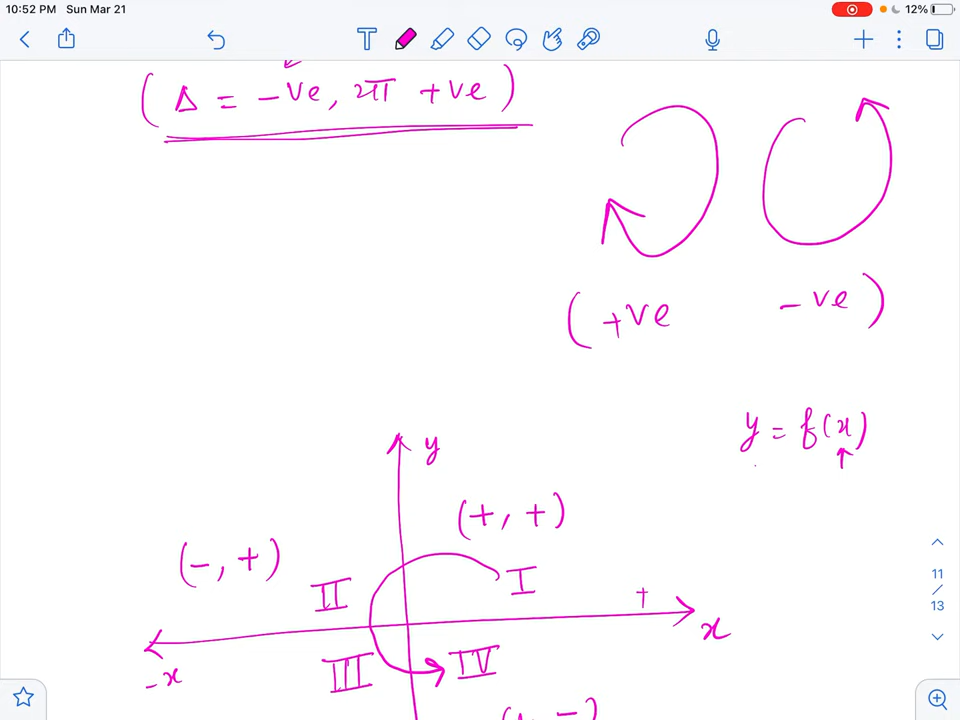 10:52 PM Sun Mar 21
12%
T
(Δ = -ve, 2π +ve)
(+ve -ve)
y = f(x)
y
(+, +)
(-, +)
II
I
+
x
-x
III
IV
11
/
13